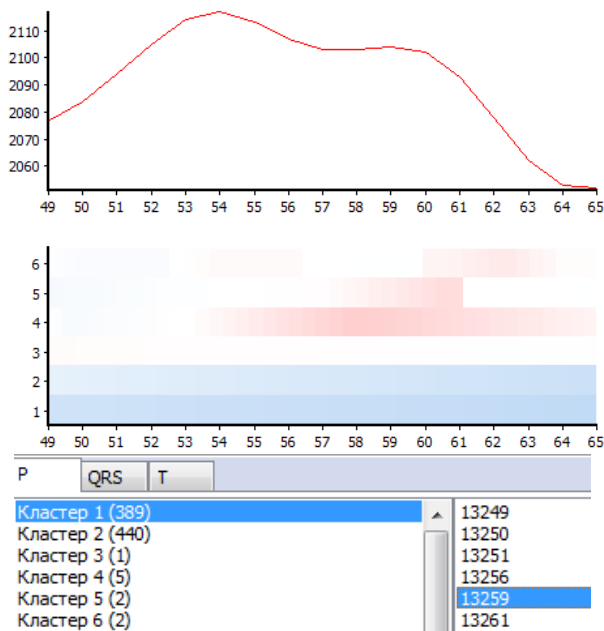 2110
2100
2090
2080
2070
2060
49 50 51 52 53 54 55 56 57 58 59 60 61 62 63 64 65
6
5
4
3
2
1
49 50 51 52 53 54 55 56 57 58 59 60 61 62 63 64 65
P QRS T
Кластер 1 (389) 13249
Кластер 2 (440) 13250
Кластер 3 (1) 13251
Кластер 4 (5) 13256
Кластер 5 (2) 13259
Кластер 6 (2) 13261